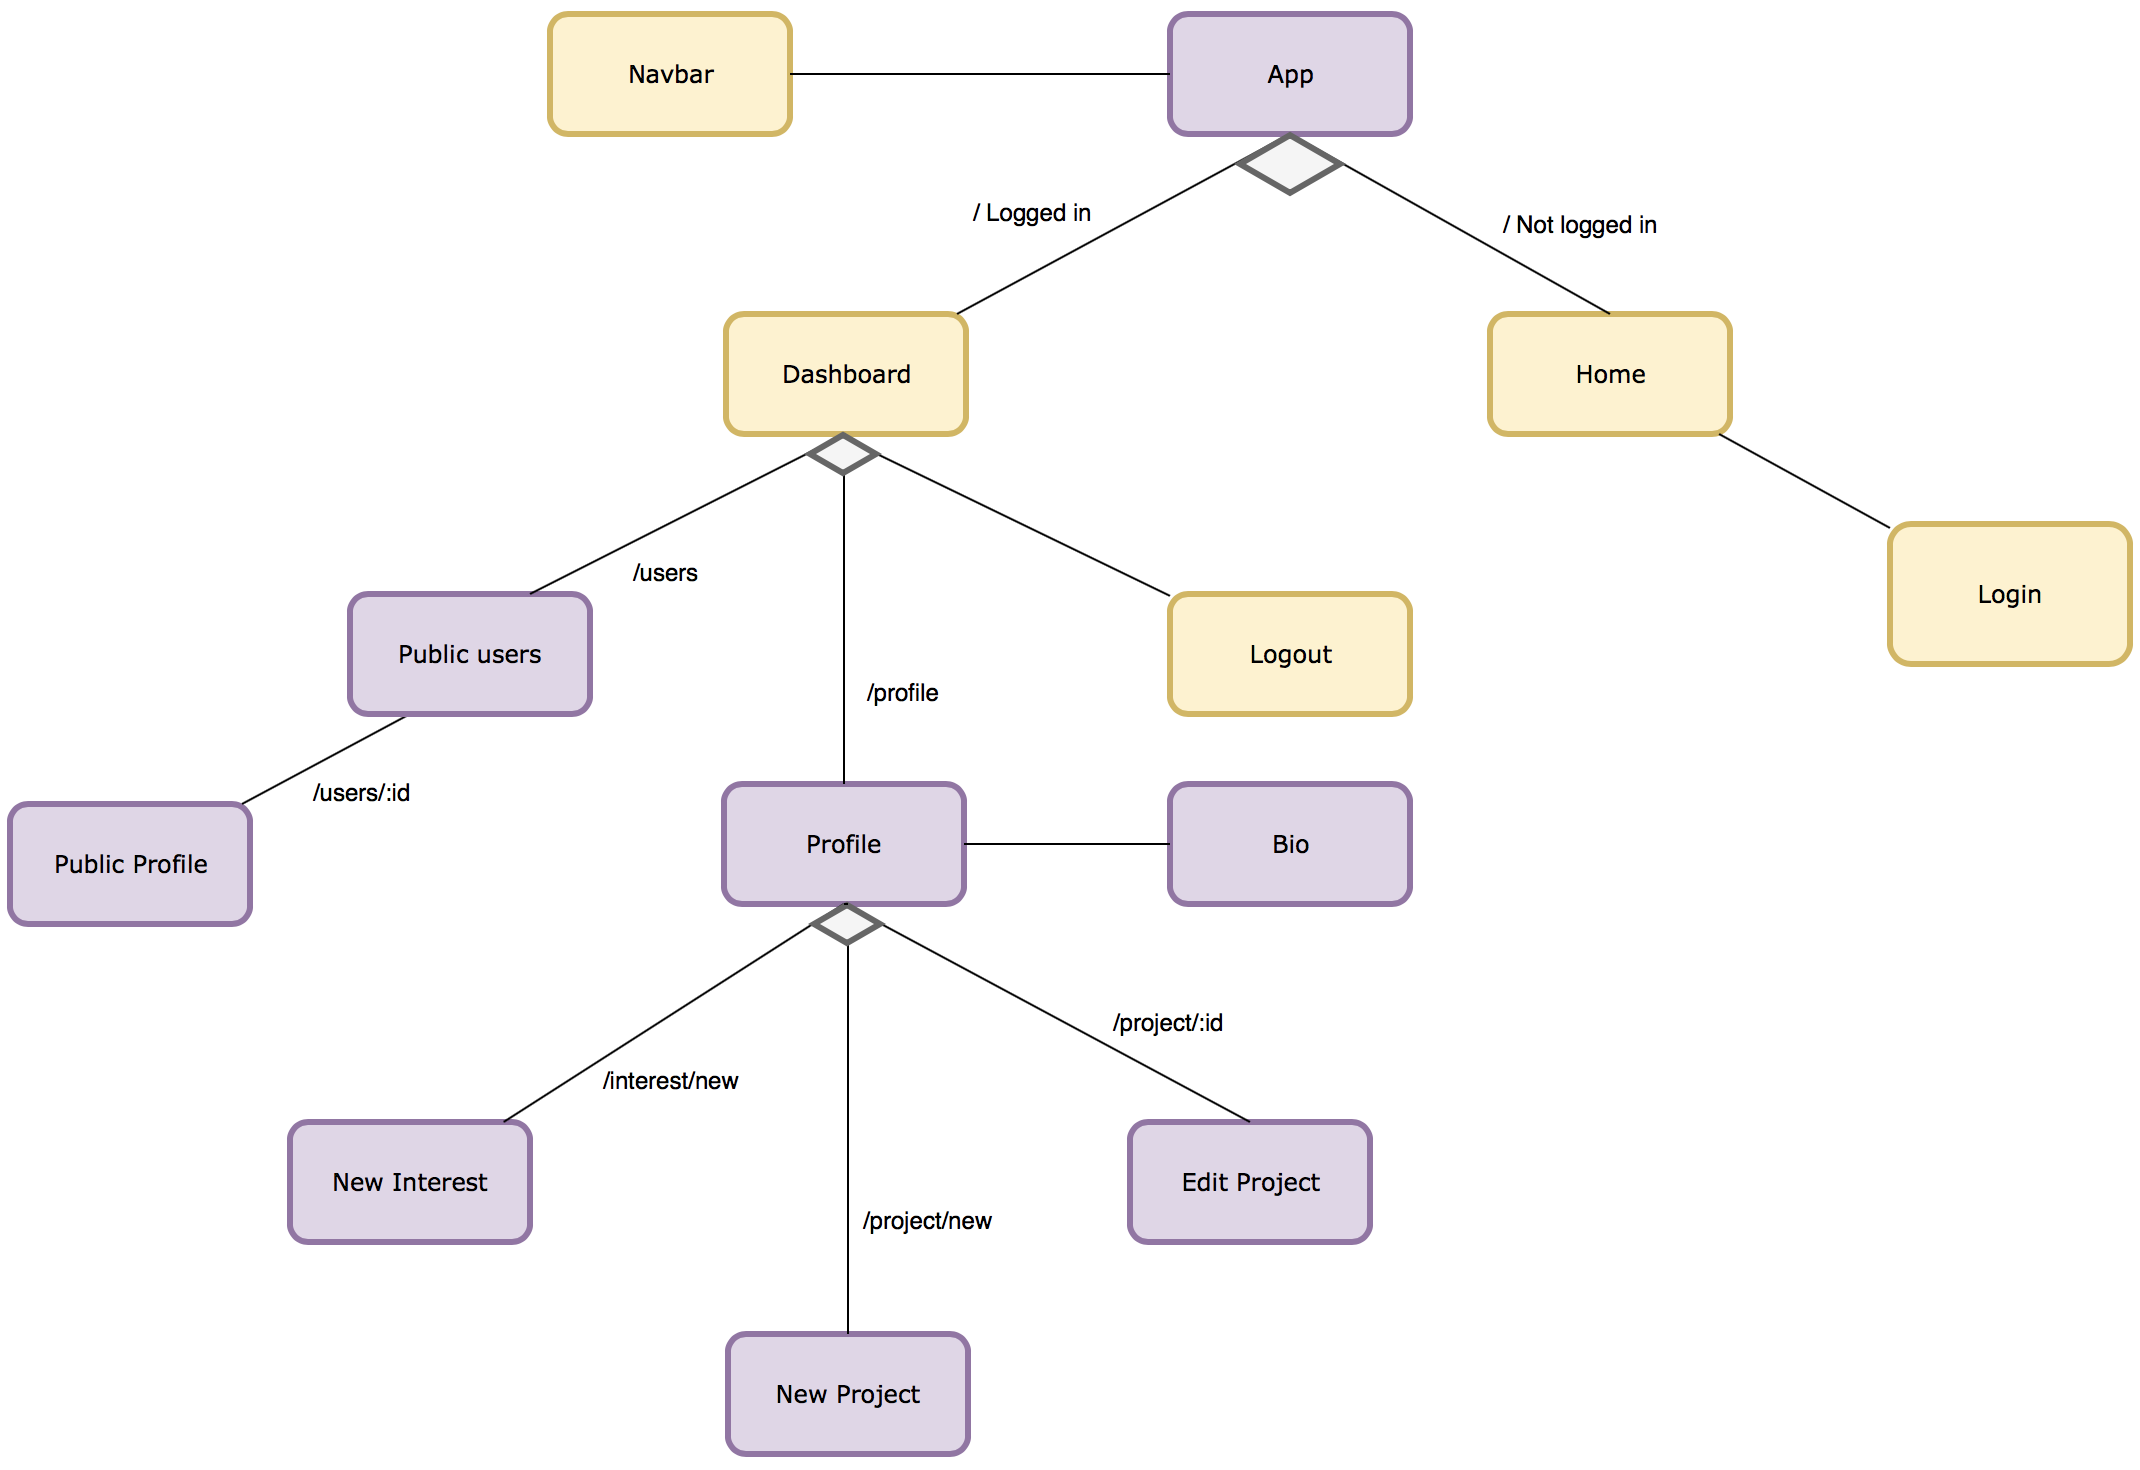 Navbar
App
/ Logged in
/ Not logged in
Dashboard
Home
/users
Login
Public users
Logout
/profile
/users/:id
Public Profile
Profile
Bio
/project/:id
/interest/new
New Interest
Edit Project
/project/new
New Project